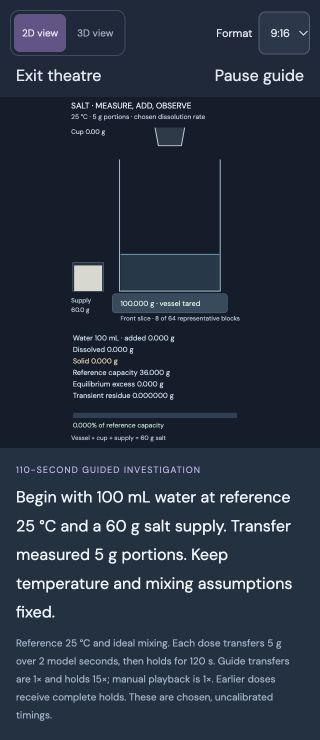 2D view 3D view Format 9:16
Exit theatre Pause guide
SALT · MEASURE, ADD, OBSERVE
25 °C · 5 g portions · chosen dissolution rate
Cup 0.00 g
Supply
60.0 g
100.000 g · vessel tared
Front slice · 8 of 64 representative blocks
Water 100 mL · added 0.000 g
Dissolved 0.000 g
Solid 0.000 g
Reference capacity 36.000 g
Equilibrium excess 0.000 g
Transient residue 0.000000 g
0.000% of reference capacity
Vessel + cup + supply = 60 g salt
110-SECOND GUIDED INVESTIGATION
Begin with 100 mL water at reference
25 °C and a 60 g salt supply. Transfer
measured 5 g portions. Keep
temperature and mixing assumptions
fixed.
Reference 25 °C and ideal mixing. Each dose transfers 5 g
over 2 model seconds, then holds for 120 s. Guide transfers
are 1× and holds 15×; manual playback is 1×. Earlier doses
receive complete holds. These are chosen, uncalibrated
timings.